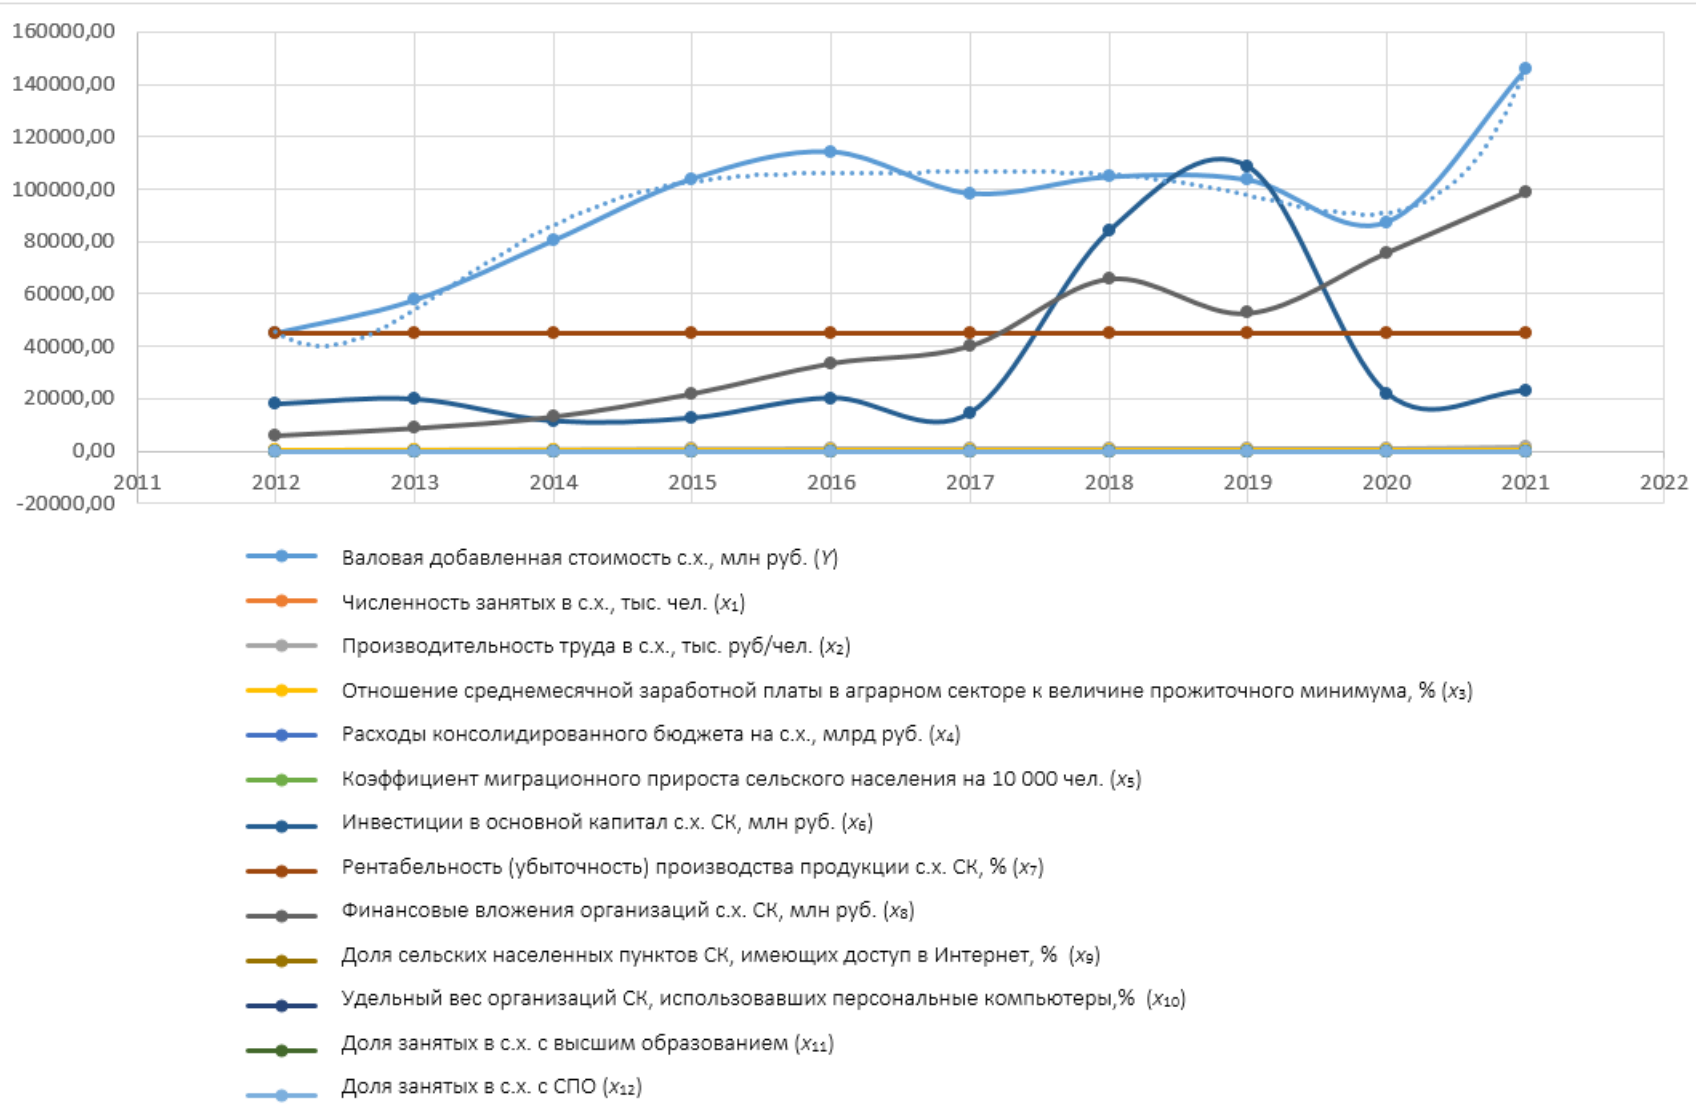 160000,00
140000,00
120000,00
100000,00
80000,00
60000,00
40000,00
20000,00
0,00
-20000,00
2011 2012 2013 2014 2015 2016 2017 2018 2019 2020 2021 2022
Валовая добавленная стоимость с.х., млн руб. (Y)
Численность занятых в с.х., тыс. чел. (x₁)
Производительность труда в с.х., тыс. руб/чел. (x₂)
Отношение среднемесячной заработной платы в аграрном секторе к величине прожиточного минимума, % (x₃)
Расходы консолидированного бюджета на с.х., млрд руб. (x₄)
Коэффициент миграционного прироста сельского населения на 10 000 чел. (x₅)
Инвестиции в основной капитал с.х. СК, млн руб. (x₆)
Рентабельность (убыточность) производства продукции с.х. СК, % (x₇)
Финансовые вложения организаций с.х. СК, млн руб. (x₈)
Доля сельских населенных пунктов СК, имеющих доступ в Интернет, % (x₉)
Удельный вес организаций СК, использовавших персональные компьютеры,% (x₁₀)
Доля занятых в с.х. с высшим образованием (x₁₁)
Доля занятых в с.х. с СПО (x₁₂)